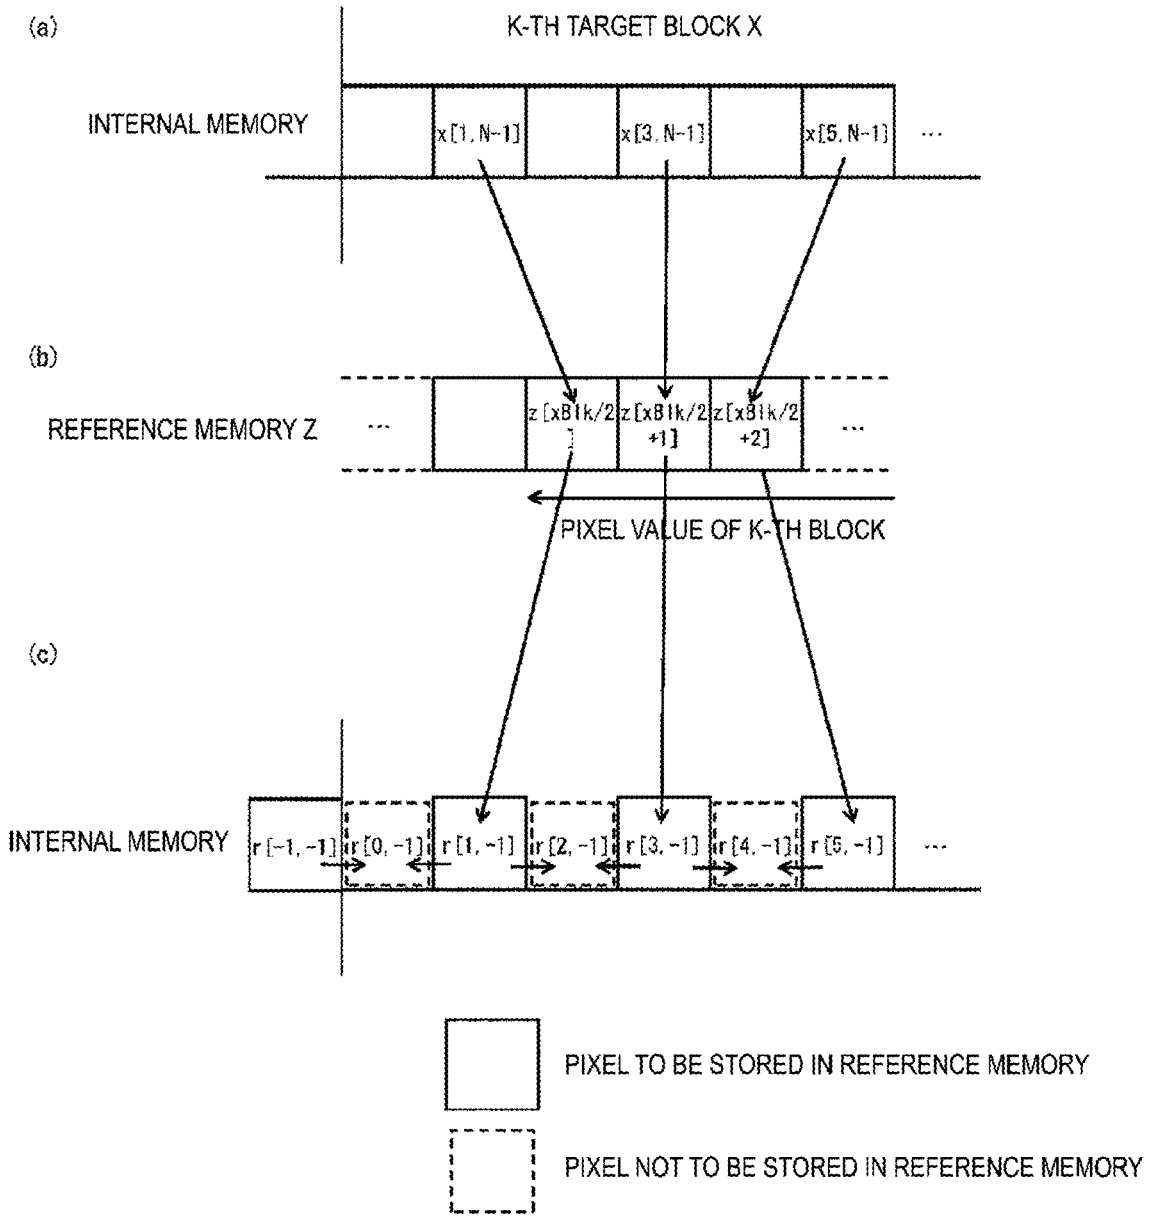 (a)
K-TH TARGET BLOCK X
INTERNAL MEMORY
x[1, N-1] x[3, N-1] x[5, N-1] ...
(b)
REFERENCE MEMORY Z
... z[xBlk/2 z[xBlk/2 z[xBlk/2 ...
] +1] +2]
PIXEL VALUE OF K-TH BLOCK
(c)
INTERNAL MEMORY
r[-1, -1] r[0, -1] r[1, -1] r[2, -1] r[3, -1] r[4, -1] r[5, -1] ...
PIXEL TO BE STORED IN REFERENCE MEMORY
PIXEL NOT TO BE STORED IN REFERENCE MEMORY